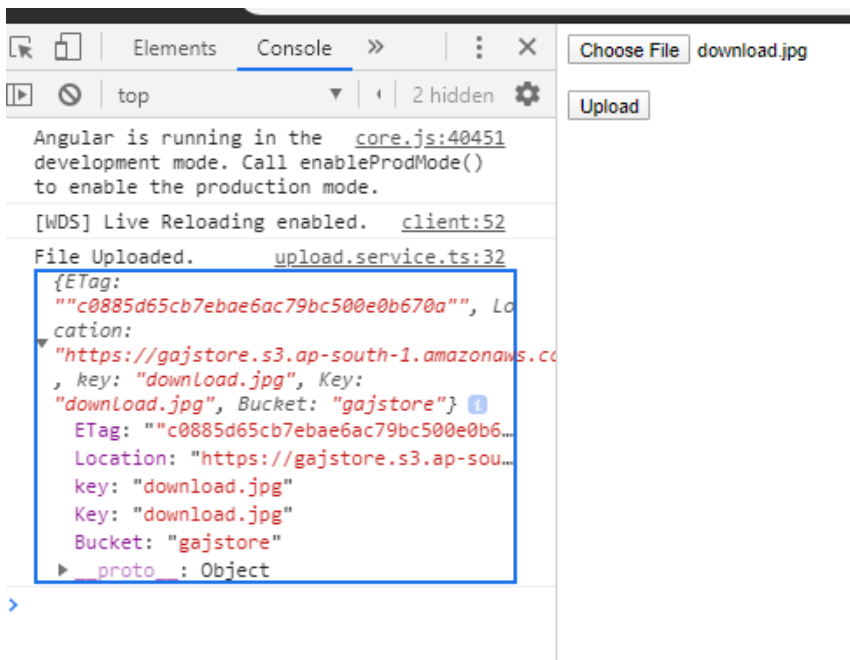 Elements Console »
top 2 hidden
Angular is running in the core.js:40451
development mode. Call enableProdMode()
to enable the production mode.
[WDS] Live Reloading enabled. client:52
File Uploaded. upload.service.ts:32
{ETag:
""c0885d65cb7ebae6ac79bc500e0b670a"", Lo
cation:
"https://gajstore.s3.ap-south-1.amazonaws.co
, key: "download.jpg", Key:
"download.jpg", Bucket: "gajstore"} i
ETag: ""c0885d65cb7ebae6ac79bc500e0b6…
Location: "https://gajstore.s3.ap-sou…
key: "download.jpg"
Key: "download.jpg"
Bucket: "gajstore"
__proto__: Object
>
Choose File download.jpg
Upload